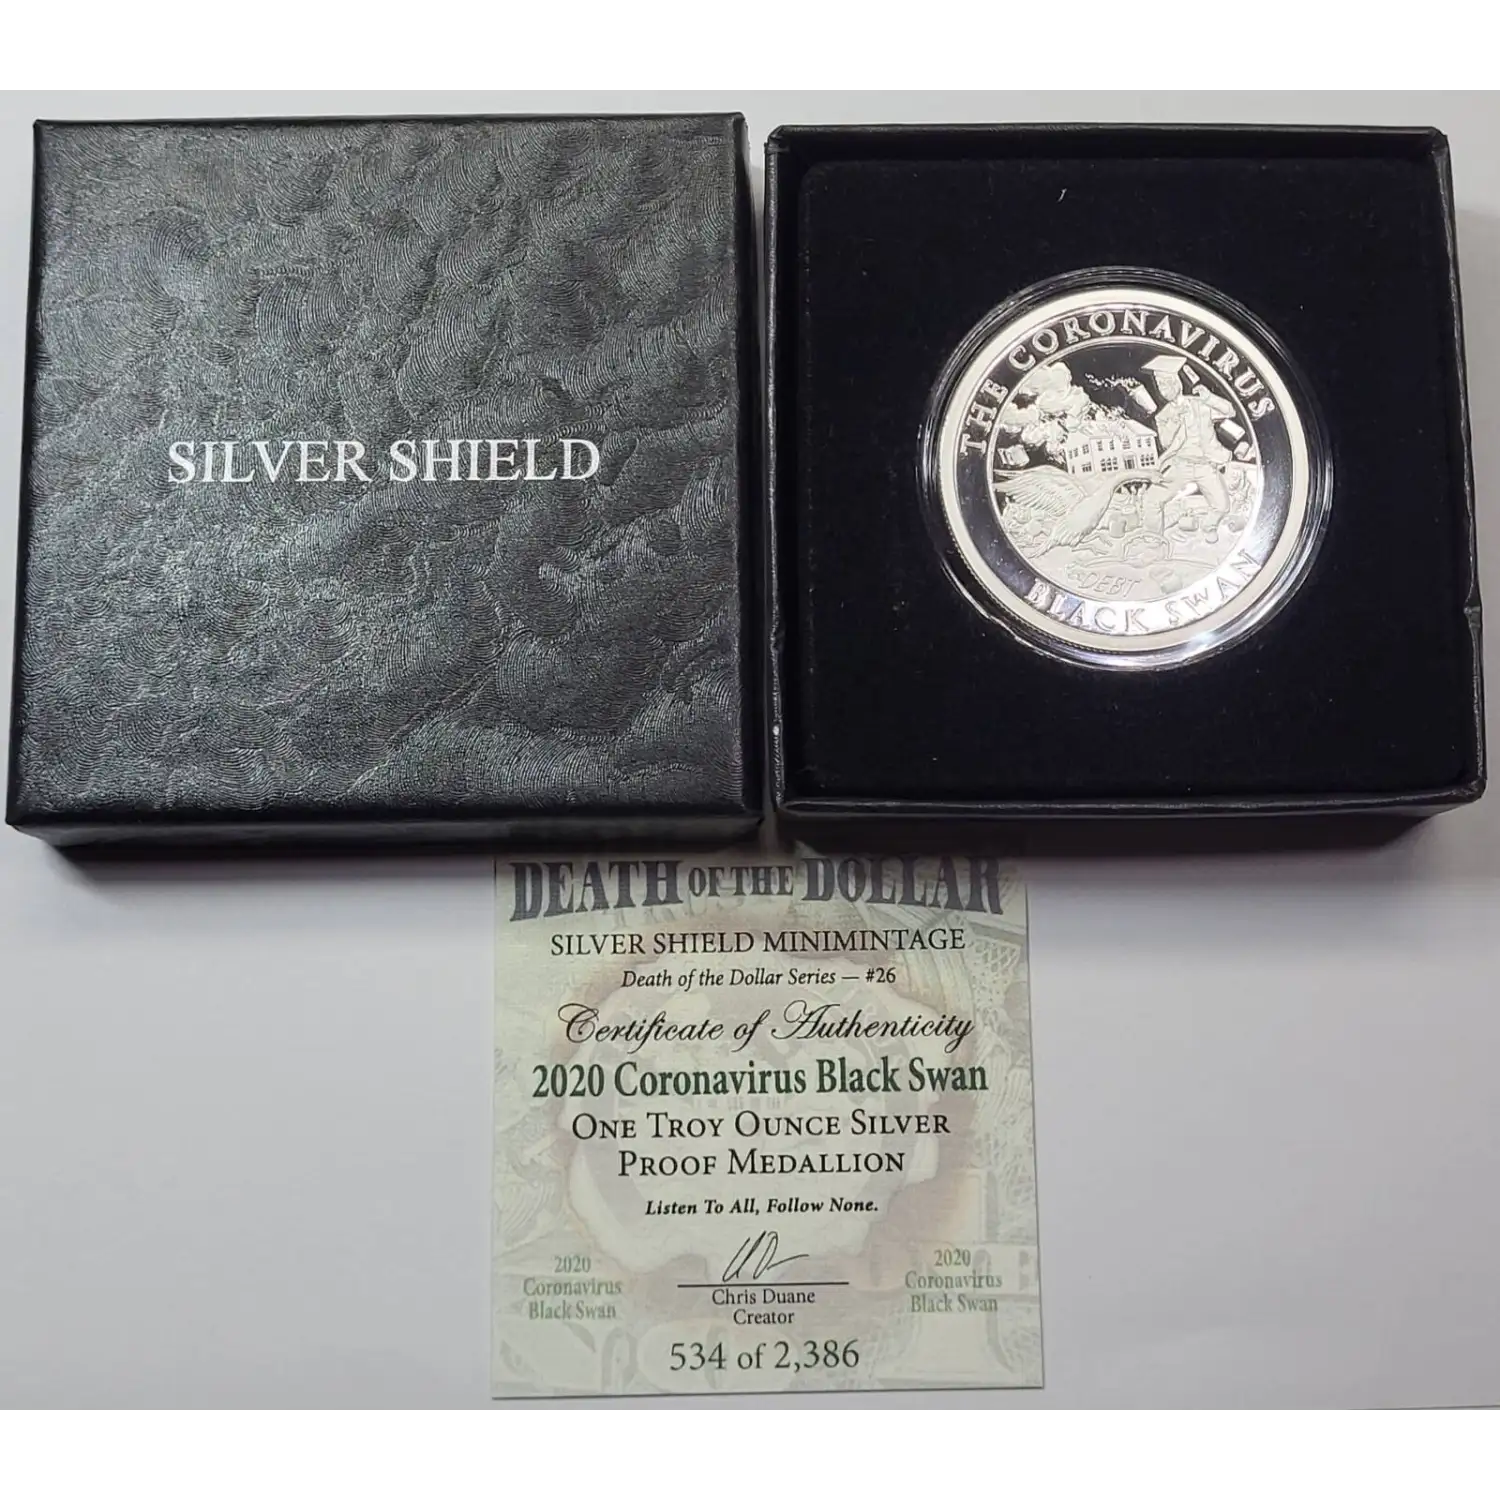 SILVER SHIELD
THE CORONAVIRUS
DEBT
BLACK SWAN
DEATH OF THE DOLLAR
SILVER SHIELD MINIMINTAGE
Death of the Dollar Series — #26
Certificate of Authenticity
2020 Coronavirus Black Swan
ONE TROY OUNCE SILVER
PROOF MEDALLION
Listen To All, Follow None.
2020
Coronavirus
Black Swan
Chris Duane
Creator
2020
Coronavirus
Black Swan
534 of 2,386